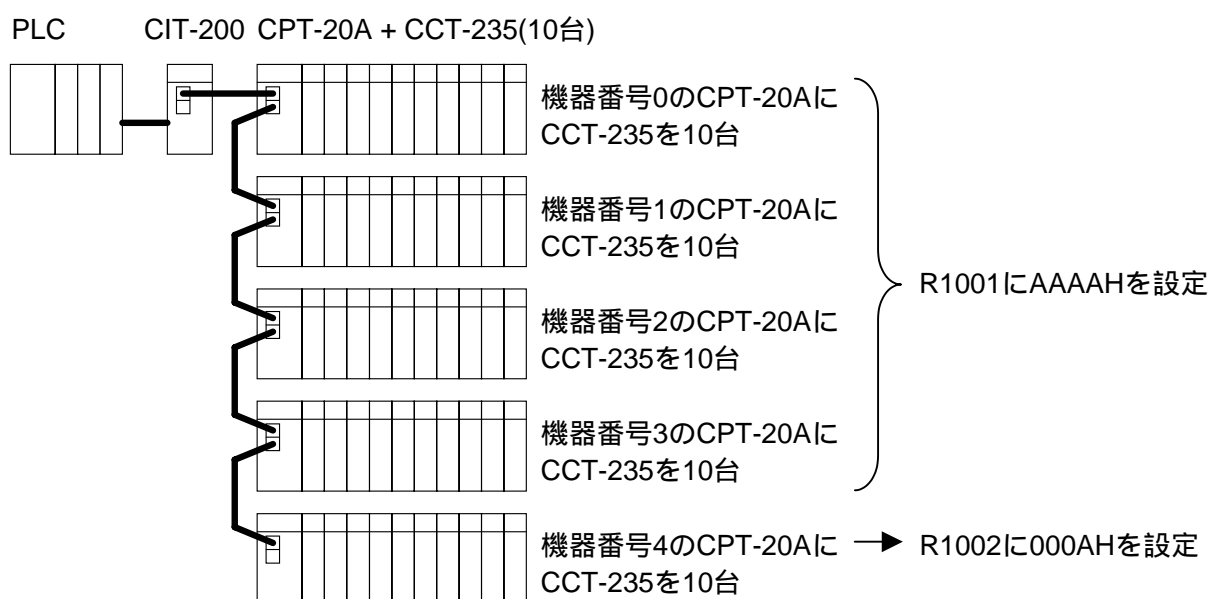 PLC CIT-200 CPT-20A + CCT-235(10台)
機器番号0のCPT-20Aに
CCT-235を10台
機器番号1のCPT-20Aに
CCT-235を10台
R1001にAAAAHを設定
機器番号2のCPT-20Aに
CCT-235を10台
機器番号3のCPT-20Aに
CCT-235を10台
機器番号4のCPT-20Aに
CCT-235を10台
R1002に000AHを設定